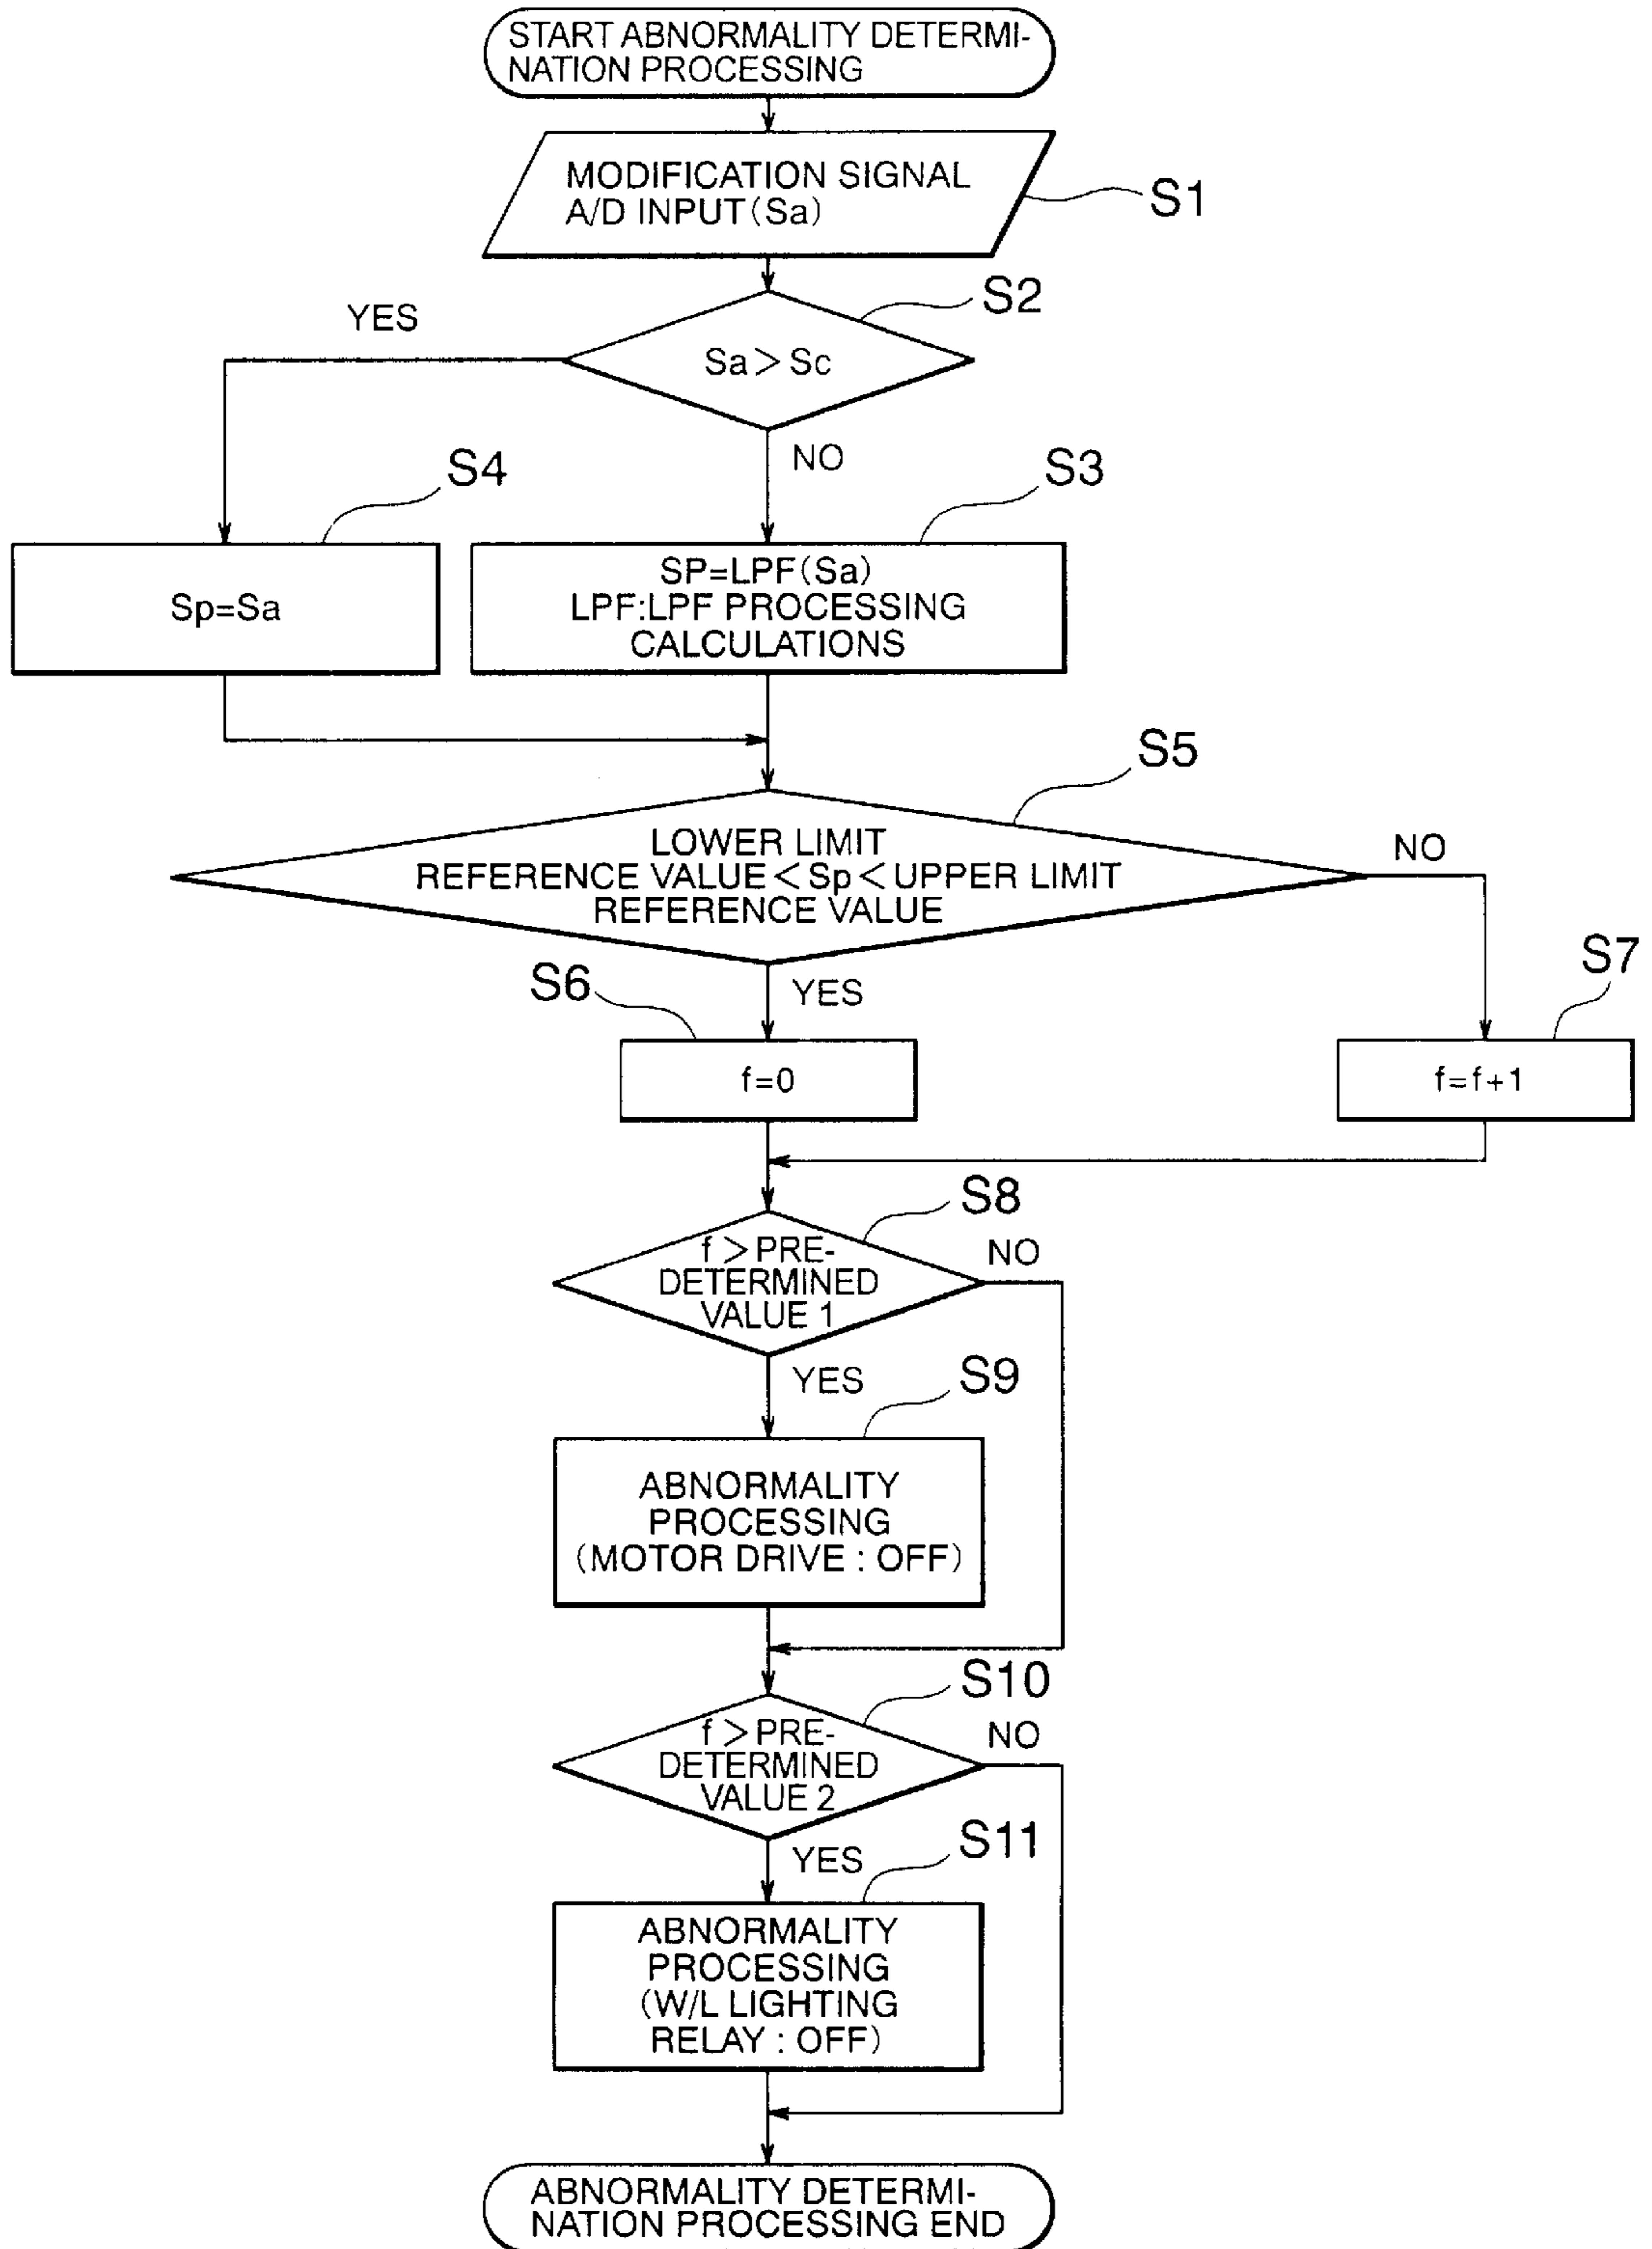 START ABNORMALITY DETERMI-
NATION PROCESSING
MODIFICATION SIGNAL
A/D INPUT(Sa)
S1
S2
YES
Sa>Sc
NO
S4
S3
Sp=Sa
SP=LPF(Sa)
LPF:LPF PROCESSING
CALCULATIONS
S5
LOWER LIMIT
REFERENCE VALUE<Sp<UPPER LIMIT
REFERENCE VALUE
NO
S6
YES
S7
f=0
f=f+1
S8
f>PRE-
DETERMINED
VALUE 1
NO
YES
S9
ABNORMALITY
PROCESSING
(MOTOR DRIVE : OFF)
S10
f>PRE-
DETERMINED
VALUE 2
NO
YES
S11
ABNORMALITY
PROCESSING
(W/L LIGHTING
RELAY : OFF)
ABNORMALITY DETERMI-
NATION PROCESSING END